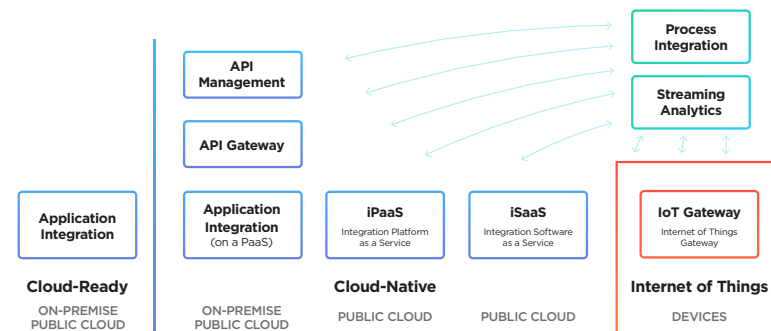 Process
Integration
API
Management
Streaming
Analytics
API Gateway
Application
Integration
Application
Integration
(on a PaaS)
iPaaS
Integration Platform
as a Service
iSaaS
Integration Software
as a Service
IoT Gateway
Internet of Things
Gateway
Cloud-Ready
Cloud-Native
Internet of Things
ON-PREMISE
PUBLIC CLOUD
ON-PREMISE
PUBLIC CLOUD
PUBLIC CLOUD
PUBLIC CLOUD
DEVICES